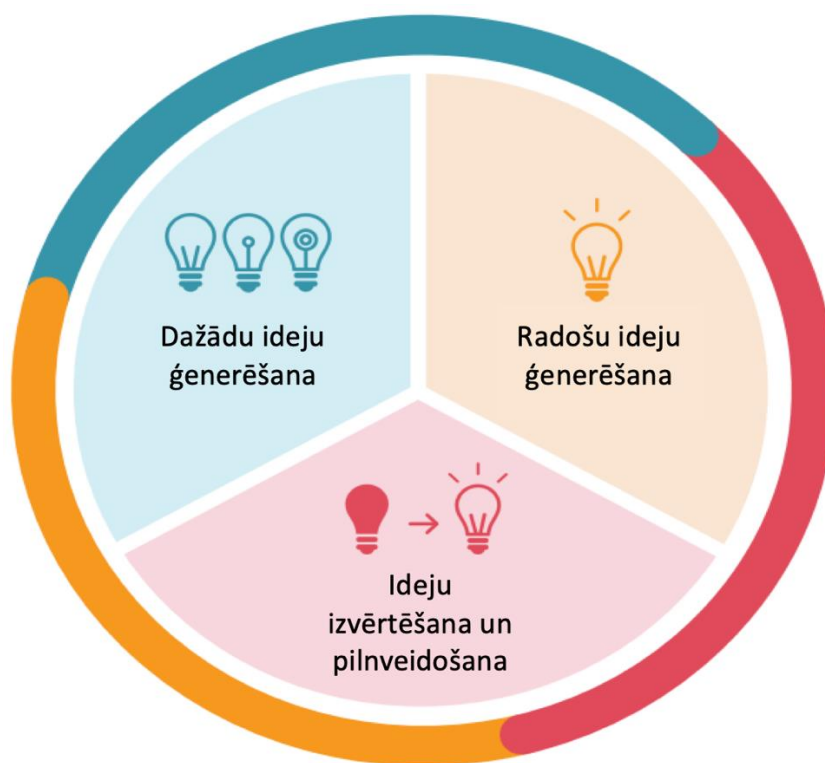 Dažādu ideju
ģenerēšana
Radošu ideju
ģenerēšana
Ideju
izvērtēšana un
pilnveidošana